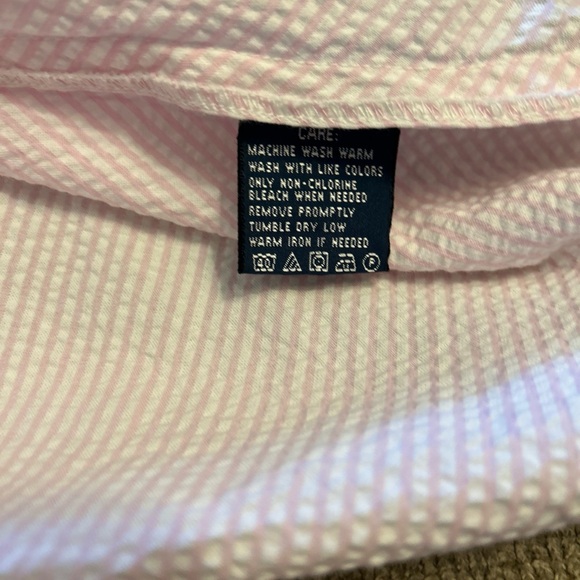 CARE:
MACHINE WASH WARM
WASH WITH LIKE COLORS
ONLY NON-CHLORINE
BLEACH WHEN NEEDED
REMOVE PROMPTLY
TUMBLE DRY LOW
WARM IRON IF NEEDED
40 P